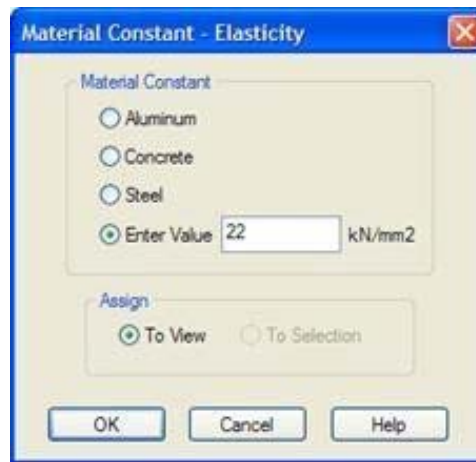 Material Constant - Elasticity
Material Constant
Aluminum
Concrete
Steel
Enter Value 22 kN/mm2
Assign
To View To Selection
OK Cancel Help